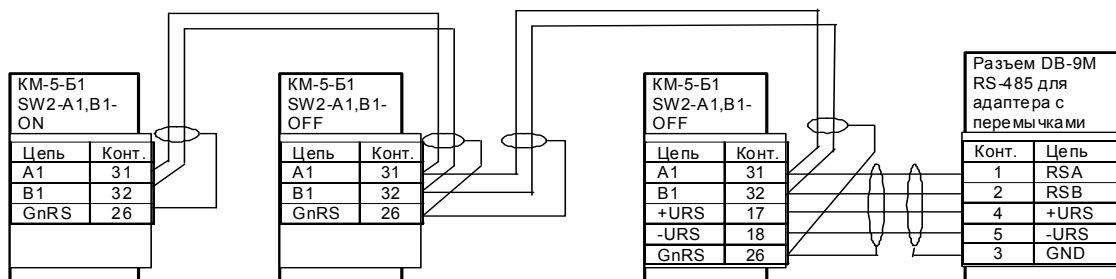 КМ-5-Б1
SW2-A1,B1-
ON
Цепь Конт.
A1 31
B1 32
GnRS 26
КМ-5-Б1
SW2-A1,B1-
OFF
Цепь Конт.
A1 31
B1 32
GnRS 26
КМ-5-Б1
SW2-A1,B1-
OFF
Цепь Конт.
A1 31
B1 32
+URS 17
-URS 18
GnRS 26
Разъем DB-9M
RS-485 для
адаптера с
перемычками
Конт. Цепь
1 RSA
2 RSB
4 +URS
5 -URS
3 GND